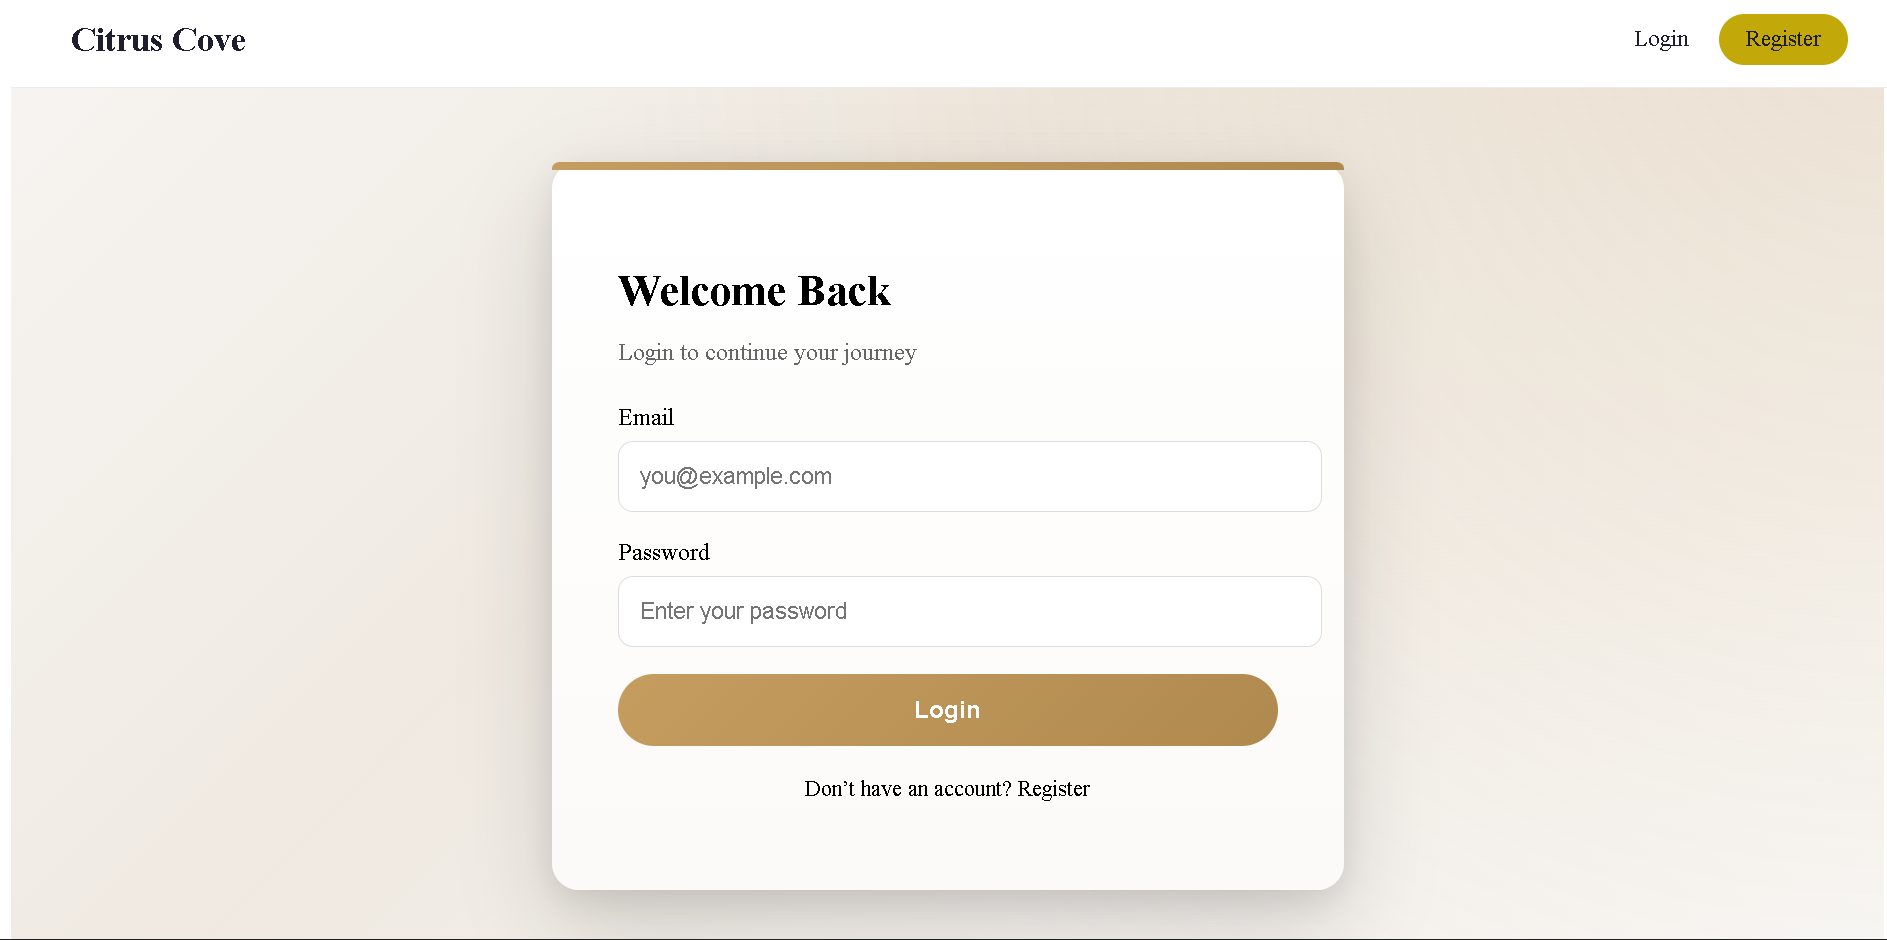 Citrus Cove
Login
Register
Welcome Back
Login to continue your journey
Email
you@example.com
Password
Enter your password
Login
Don’t have an account? Register